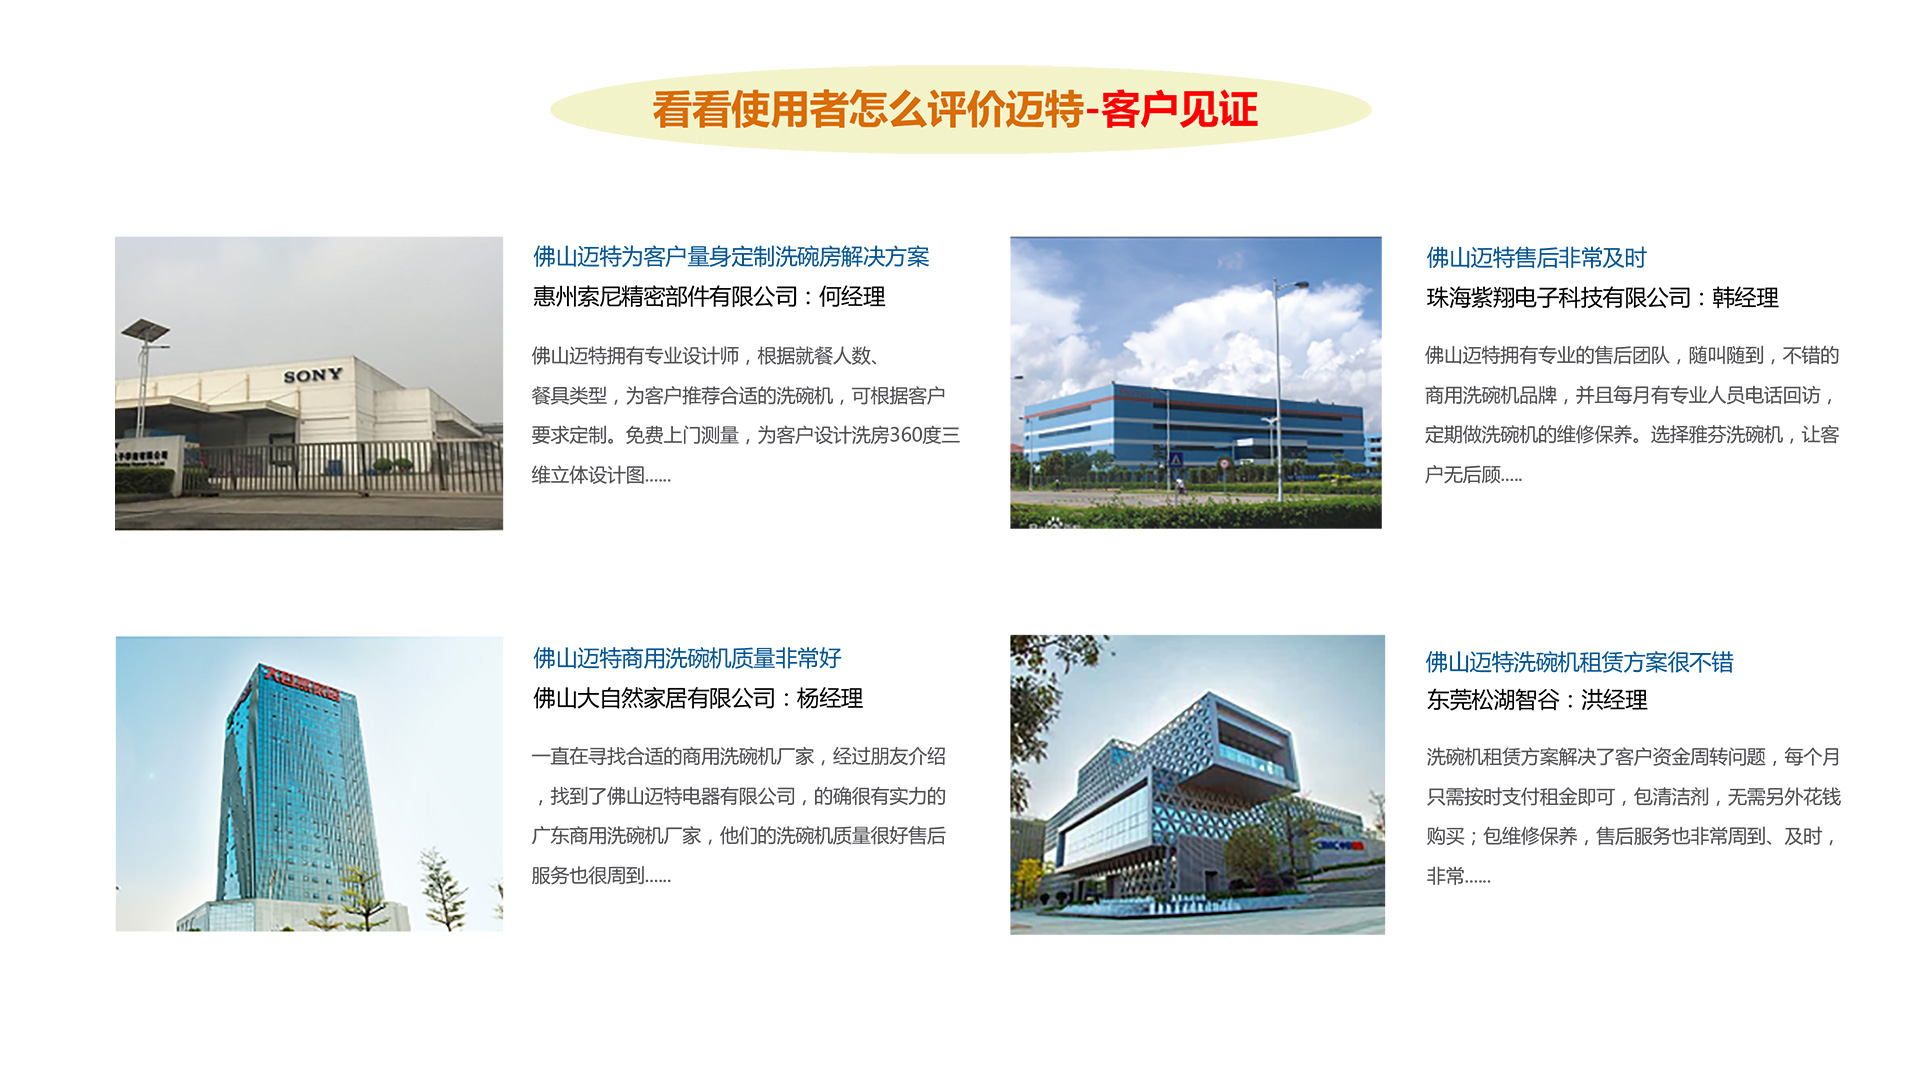 看看使用者怎么评价迈特-客户见证
SONY
佛山迈特为客户量身定制洗碗房解决方案
惠州索尼精密部件有限公司：何经理
佛山迈特拥有专业设计师，根据就餐人数、
餐具类型，为客户推荐合适的洗碗机，可根据客户
要求定制。免费上门测量，为客户设计洗房360度三
维立体设计图......
佛山迈特售后非常及时
珠海紫翔电子科技有限公司：韩经理
佛山迈特拥有专业的售后团队，随叫随到，不错的
商用洗碗机品牌，并且每月有专业人员电话回访，
定期做洗碗机的维修保养。选择雅芬洗碗机，让客
户无后顾.....
佛山迈特商用洗碗机质量非常好
佛山大自然家居有限公司：杨经理
一直在寻找合适的商用洗碗机厂家，经过朋友介绍
，找到了佛山迈特电器有限公司，的确很有实力的
广东商用洗碗机厂家，他们的洗碗机质量很好售后
服务也很周到......
佛山迈特洗碗机租赁方案很不错
东莞松湖智谷：洪经理
洗碗机租赁方案解决了客户资金周转问题，每个月
只需按时支付租金即可，包清洁剂，无需另外花钱
购买；包维修保养，售后服务也非常周到、及时，
非常......